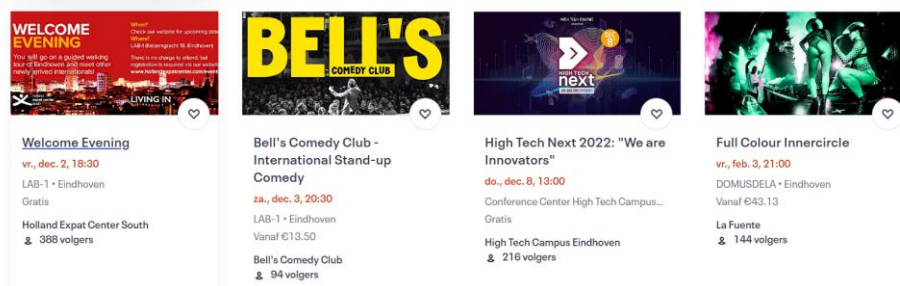 WELCOME
EVENING
You will go on a guided walking
tour of Eindhoven and meet other
newly arrived internationals!
When?
Check our website for upcoming dates
Where?
There is no charge to attend, but
registration is required via our website
LIVING IN
Welcome Evening
vr., dec. 2, 18:30
LAB-1 • Eindhoven
Gratis
Holland Expat Center South
388 volgers
BELL'S
COMEDY CLUB
Bell's Comedy Club -
International Stand-up
Comedy
za., dec. 3, 20:30
LAB-1 • Eindhoven
Vanaf €13.50
Bell's Comedy Club
94 volgers
DEC
8
HIGH TECH
next
High Tech Next 2022: "We are
Innovators"
do., dec. 8, 13:00
Conference Center High Tech Campus...
Gratis
High Tech Campus Eindhoven
216 volgers
Full Colour Innercircle
vr., feb. 3, 21:00
DOMUSDELA • Eindhoven
Vanaf €43.13
La Fuente
144 volgers